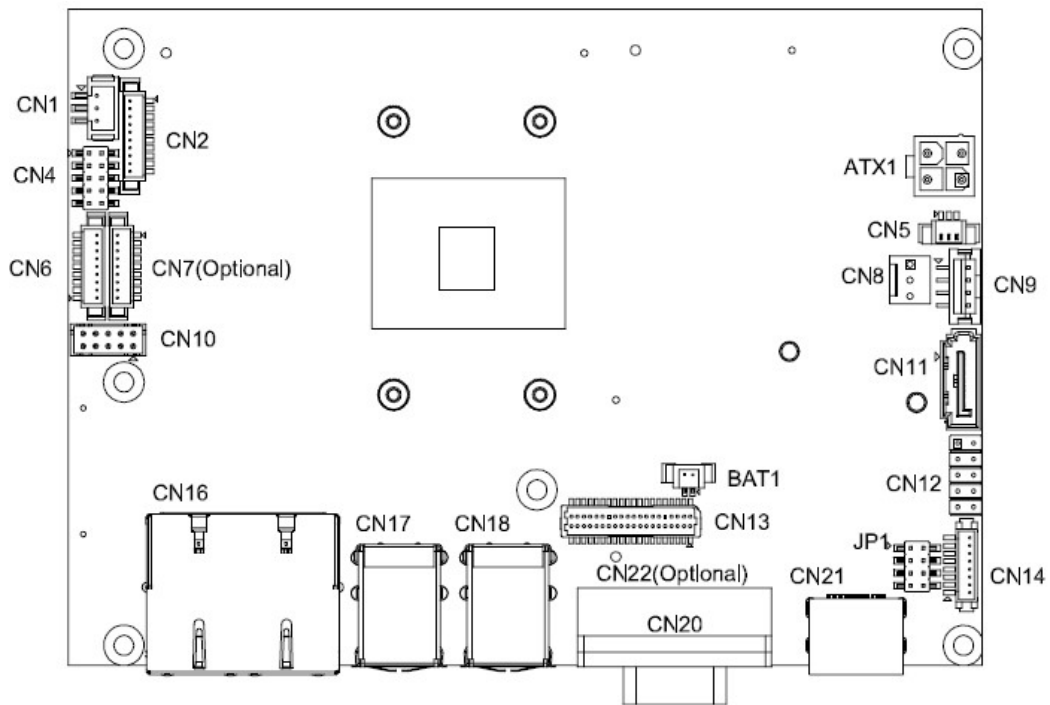 CN1
CN2
CN4
ATX1
CN5
CN6
CN7(Optional)
CN8
CN9
CN10
CN11
CN12
BAT1
CN16
CN17
CN18
CN13
JP1
CN22(Optional)
CN21
CN14
CN20